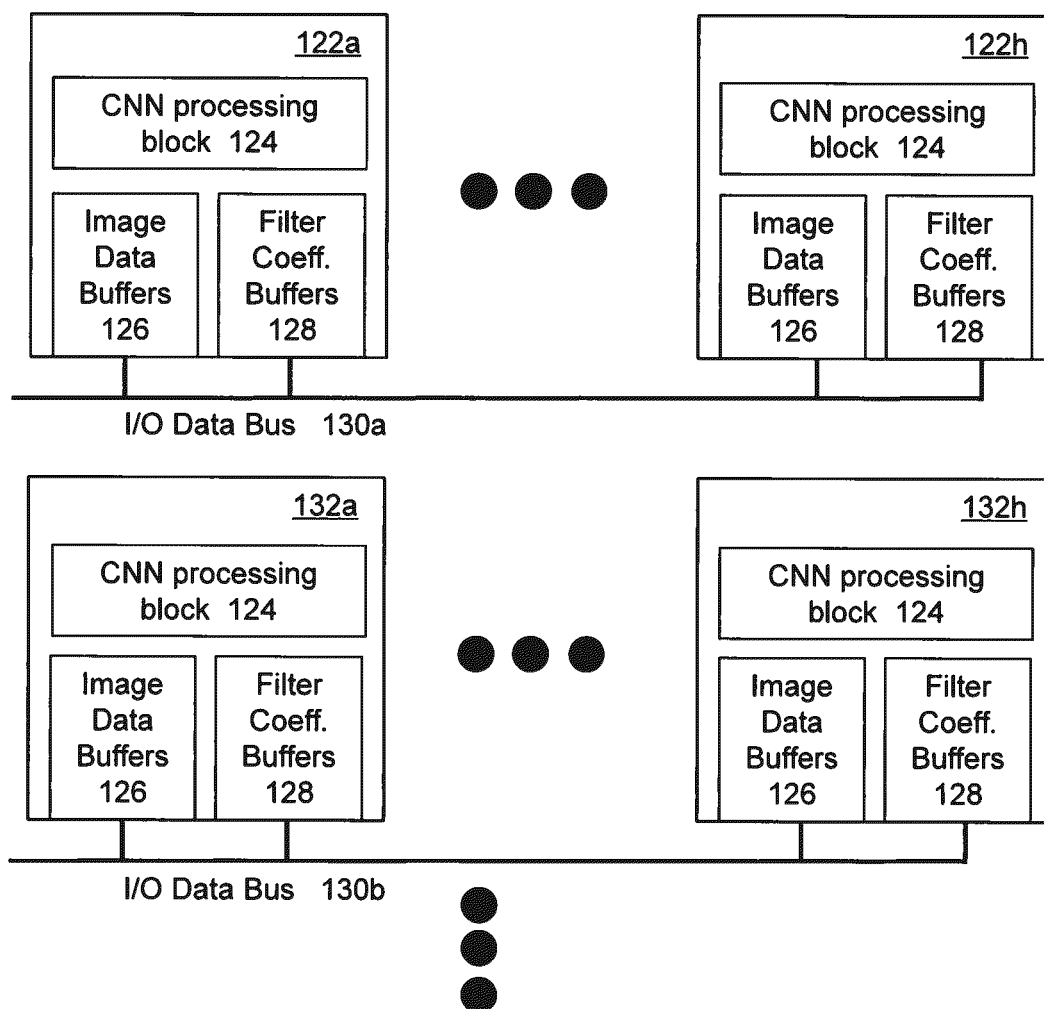 122a
CNN processing
block 124
Image
Data
Buffers
126
Filter
Coeff.
Buffers
128
122h
CNN processing
block 124
Image
Data
Buffers
126
Filter
Coeff.
Buffers
128
I/O Data Bus 130a
132a
CNN processing
block 124
Image
Data
Buffers
126
Filter
Coeff.
Buffers
128
132h
CNN processing
block 124
Image
Data
Buffers
126
Filter
Coeff.
Buffers
128
I/O Data Bus 130b